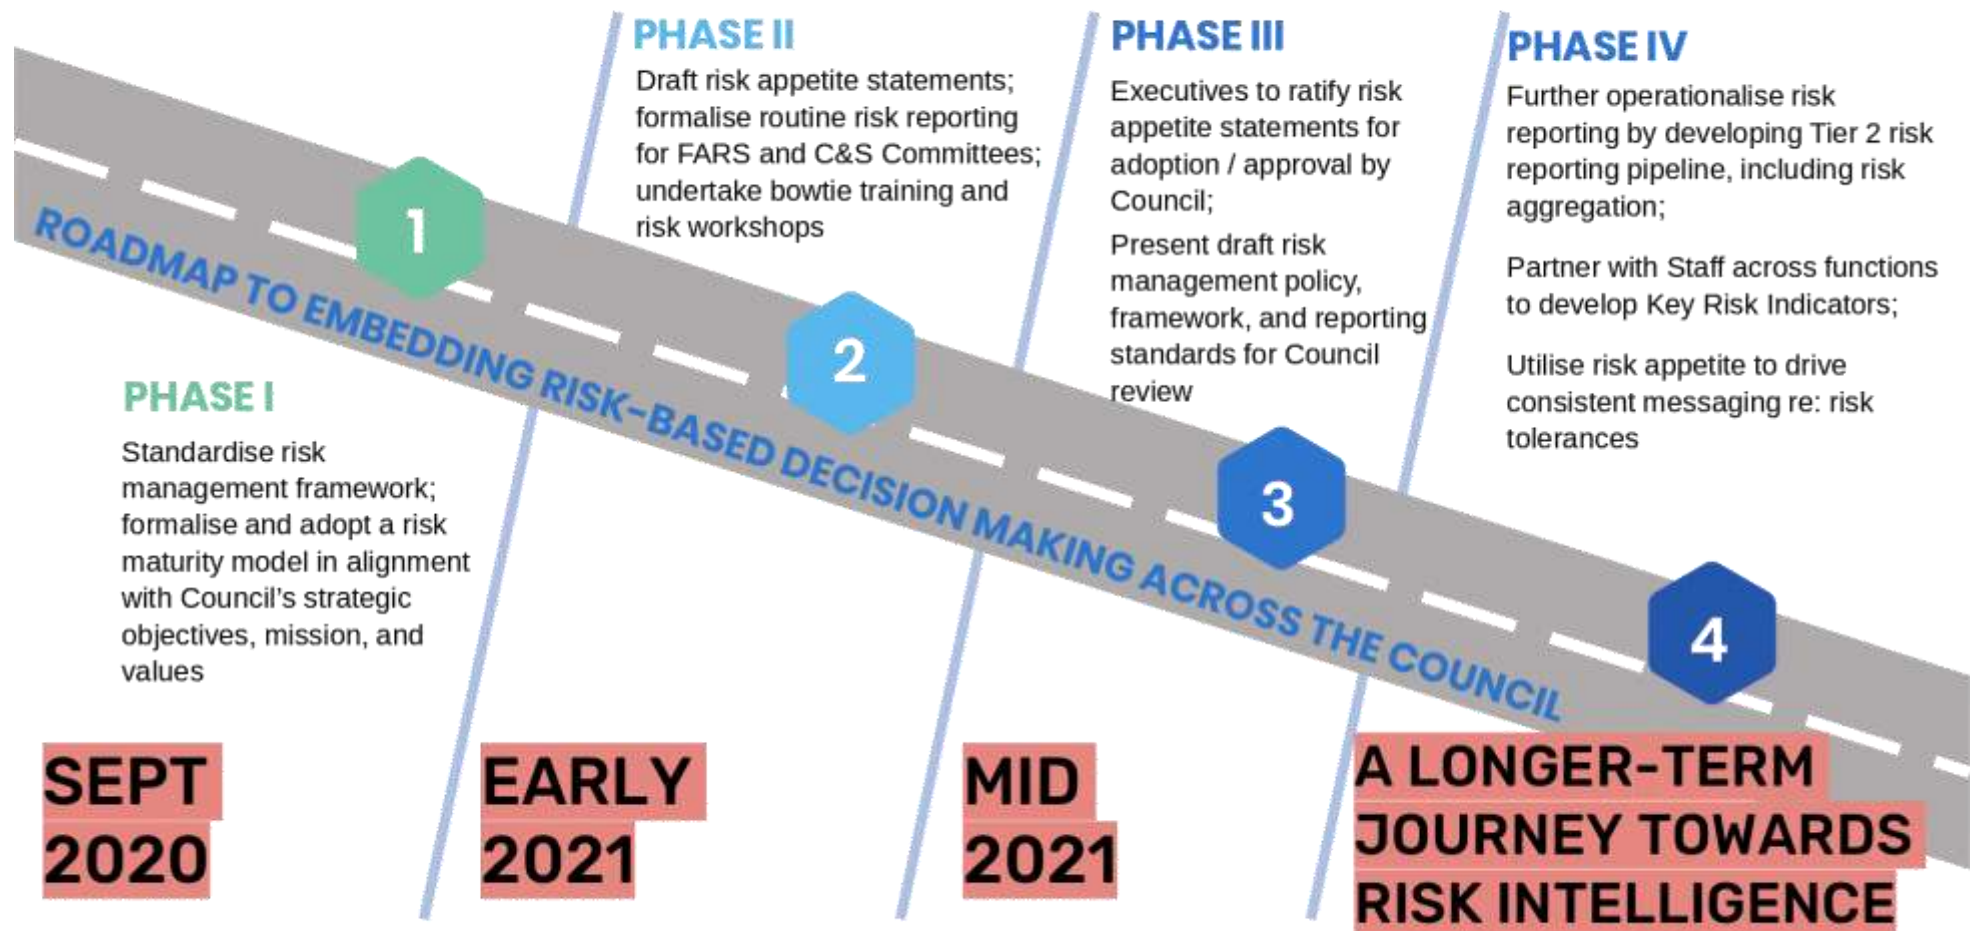 PHASE I
Standardise risk
management framework;
formalise and adopt a risk
maturity model in alignment
with Council’s strategic
objectives, mission, and
values
SEPT
2020
PHASE II
Draft risk appetite statements;
formalise routine risk reporting
for FARS and C&S Committees;
undertake bowtie training and
risk workshops
EARLY
2021
PHASE III
Executives to ratify risk
appetite statements for
adoption / approval by
Council;
Present draft risk
management policy,
framework, and reporting
standards for Council
review
MID
2021
PHASE IV
Further operationalise risk
reporting by developing Tier 2 risk
reporting pipeline, including risk
aggregation;
Partner with Staff across functions
to develop Key Risk Indicators;
Utilise risk appetite to drive
consistent messaging re: risk
tolerances
A LONGER-TERM
JOURNEY TOWARDS
RISK INTELLIGENCE
ROADMAP TO EMBEDDING RISK-BASED DECISION MAKING ACROSS THE COUNCIL
1
2
3
4